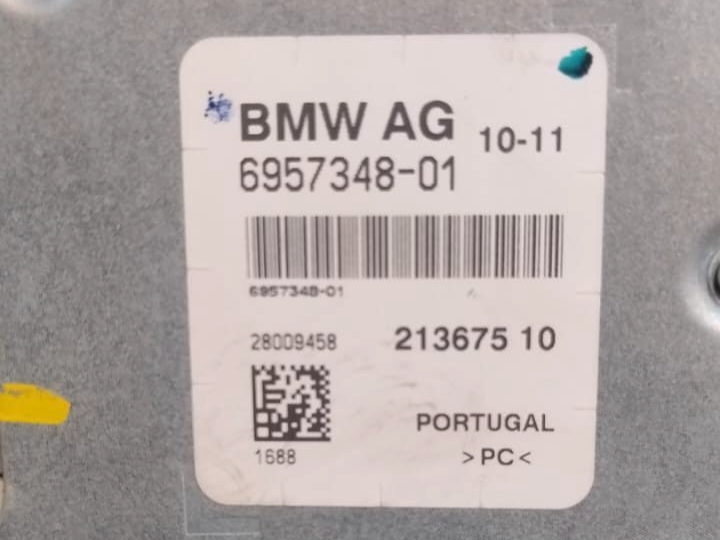 BMW AG 10-11
6957348-01
6957348-01
28009458 213675 10
PORTUGAL
1688 >PC<